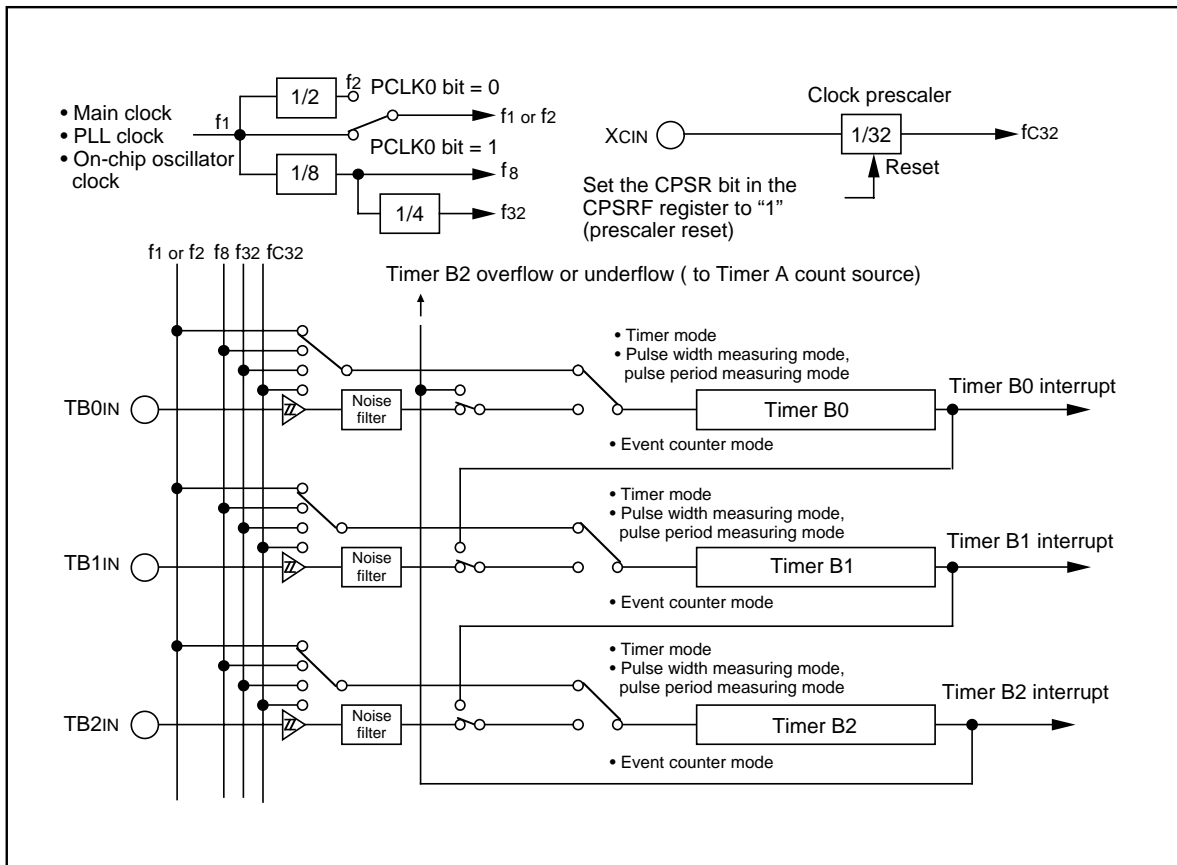 f2
PCLK0 bit = 0
1/2
• Main clock
• PLL clock
• On-chip oscillator
clock
f1
f1 or f2
PCLK0 bit = 1
1/8
f8
1/4
f32
Clock prescaler
XCIN
1/32
fC32
Reset
Set the CPSR bit in the
CPSRF register to “1”
(prescaler reset)
f1 or f2 f8 f32 fC32
Timer B2 overflow or underflow ( to Timer A count source)
• Timer mode
• Pulse width measuring mode,
pulse period measuring mode
TB0IN
Noise
filter
Timer B0
Timer B0 interrupt
• Event counter mode
• Timer mode
• Pulse width measuring mode,
pulse period measuring mode
TB1IN
Noise
filter
Timer B1
Timer B1 interrupt
• Event counter mode
• Timer mode
• Pulse width measuring mode,
pulse period measuring mode
TB2IN
Noise
filter
Timer B2
Timer B2 interrupt
• Event counter mode